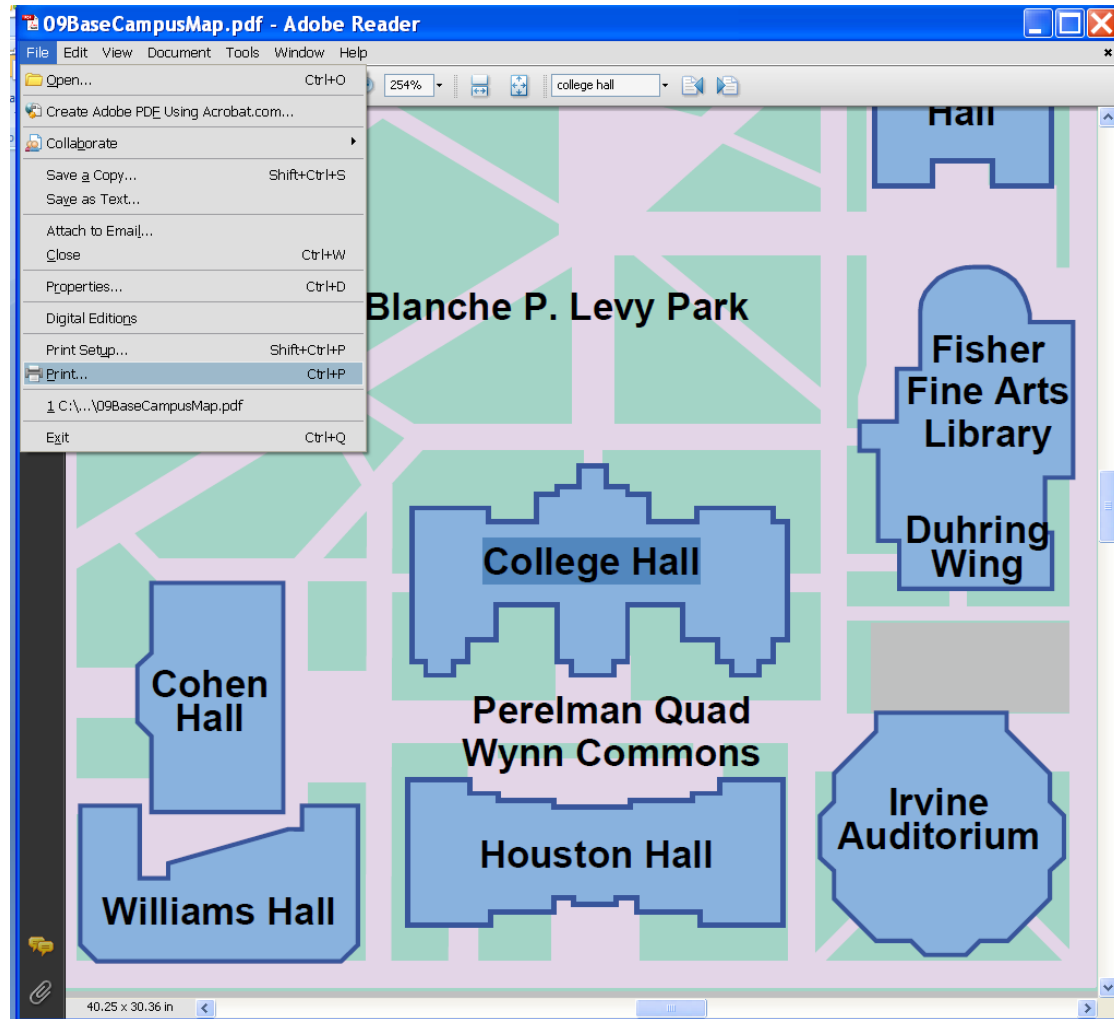 09BaseCampusMap.pdf - Adobe Reader
File Edit View Document Tools Window Help
254% college hall
Open... Ctrl+O
Create Adobe PDF Using Acrobat.com...
Collaborate
Save a Copy... Shift+Ctrl+S
Save as Text...
Attach to Email...
Close Ctrl+W
Properties... Ctrl+D
Digital Editions
Print Setup... Shift+Ctrl+P
Print... Ctrl+P
1 C:\...\09BaseCampusMap.pdf
Exit Ctrl+Q
Hall
Blanche P. Levy Park
Fisher
Fine Arts
Library
Duhring
Wing
College Hall
Cohen
Hall
Perelman Quad
Wynn Commons
Irvine
Auditorium
Houston Hall
Williams Hall
40.25 x 30.36 in